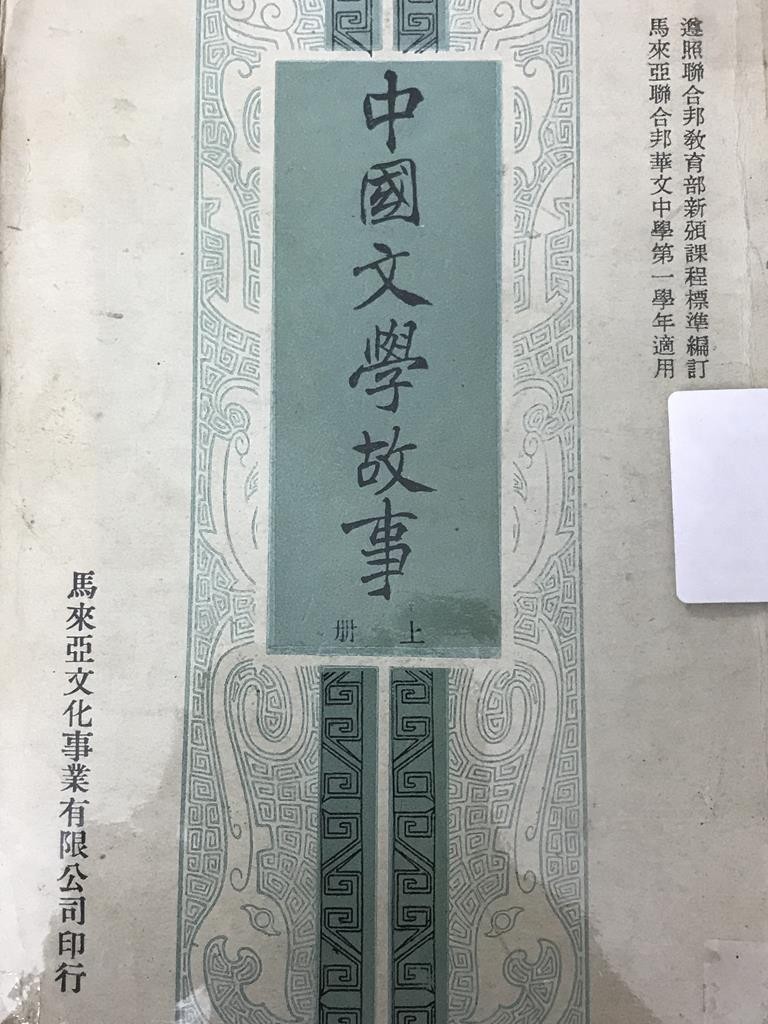 遵照聯合邦教育部新頒課程標準編訂
馬來亞聯合邦華文中學第一學年適用
中國文學故事
上册
馬來亞文化事業有限公司印行